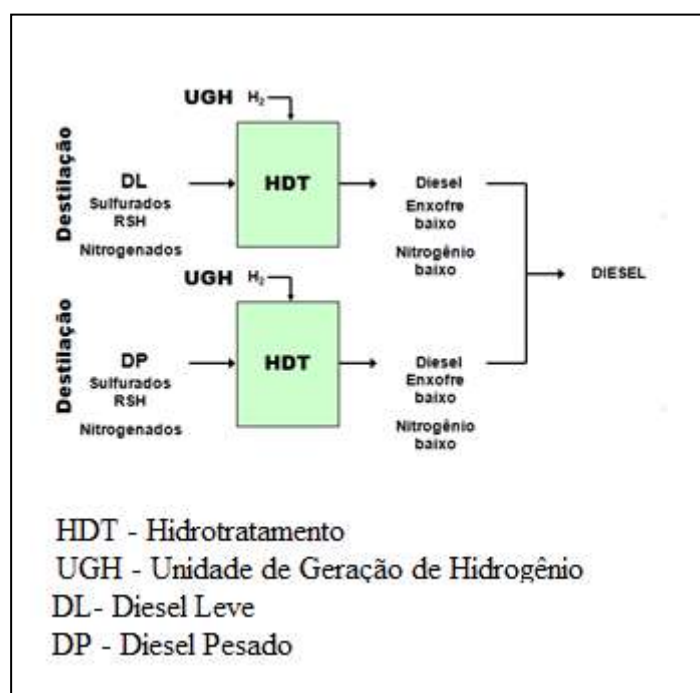 UGH H₂
Destilação
DL
Sulfurados
RSH
Nitrogenados
HDT
Diesel
Enxofre
baixo
Nitrogênio
baixo
DIESEL
UGH H₂
Destilação
DP
Sulfurados
RSH
Nitrogenados
HDT
Diesel
Enxofre
baixo
Nitrogênio
baixo
HDT - Hidrotratamento
UGH - Unidade de Geração de Hidrogênio
DL- Diesel Leve
DP - Diesel Pesado